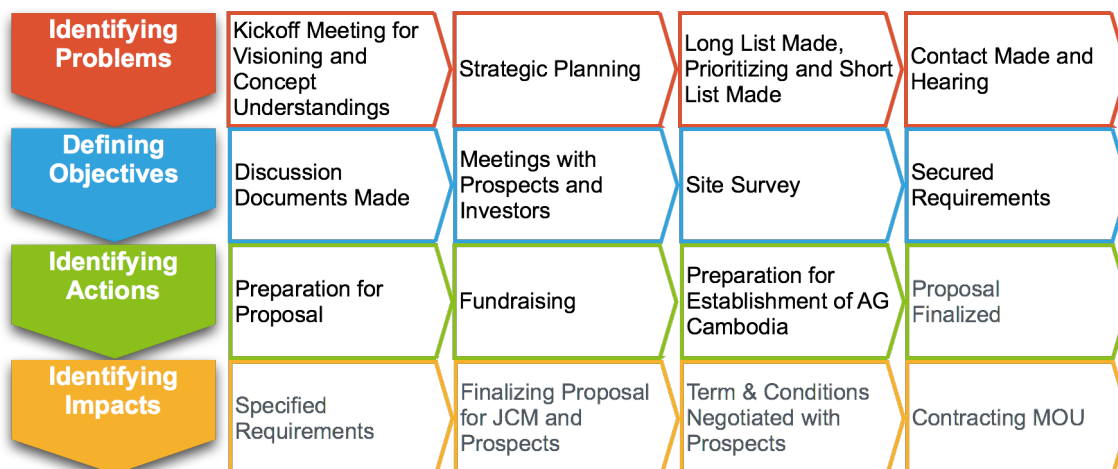 Identifying
Problems
Kickoff Meeting for
Visioning and
Concept
Understandings
Strategic Planning
Long List Made,
Prioritizing and Short
List Made
Contact Made and
Hearing
Defining
Objectives
Discussion
Documents Made
Meetings with
Prospects and
Investors
Site Survey
Secured
Requirements
Identifying
Actions
Preparation for
Proposal
Fundraising
Preparation for
Establishment of AG
Cambodia
Proposal
Finalized
Identifying
Impacts
Specified
Requirements
Finalizing Proposal
for JCM and
Prospects
Term & Conditions
Negotiated with
Prospects
Contracting MOU